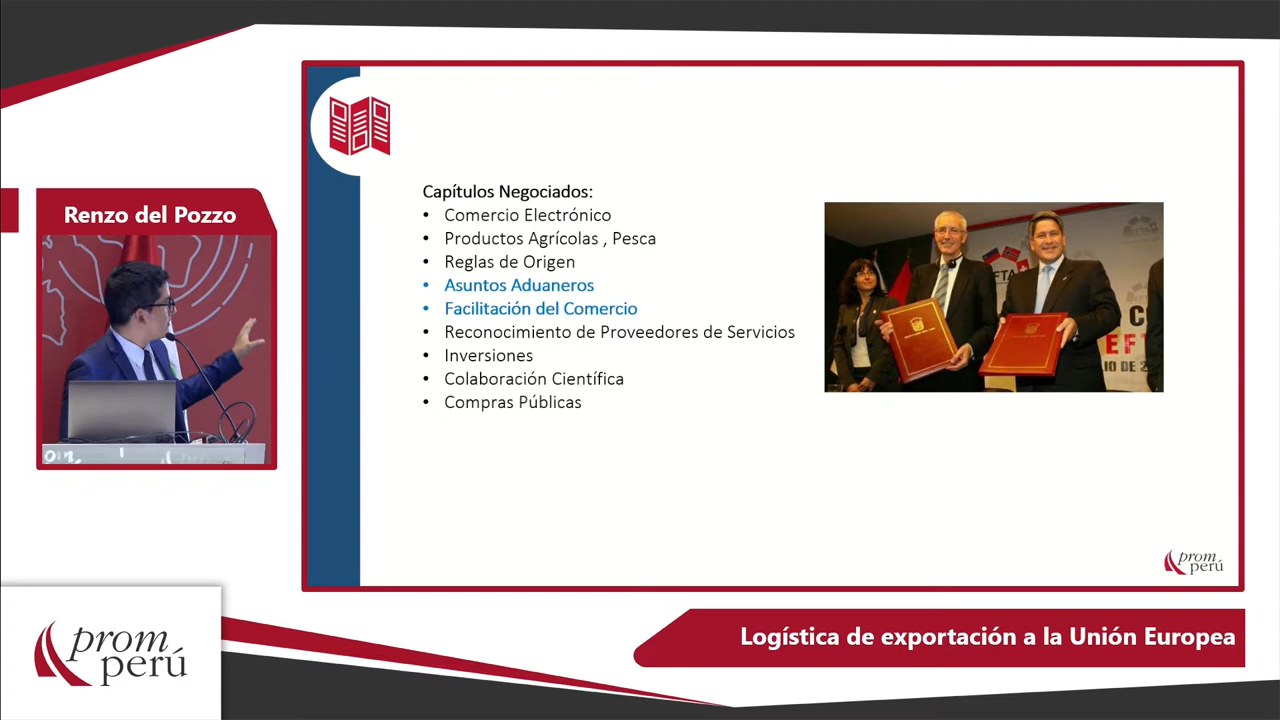 Renzo del Pozzo
Capítulos Negociados:
• Comercio Electrónico
• Productos Agrícolas , Pesca
• Reglas de Origen
• Asuntos Aduaneros
• Facilitación del Comercio
• Reconocimiento de Proveedores de Servicios
• Inversiones
• Colaboración Científica
• Compras Públicas
prom
perú
Logística de exportación a la Unión Europea
prom
perú